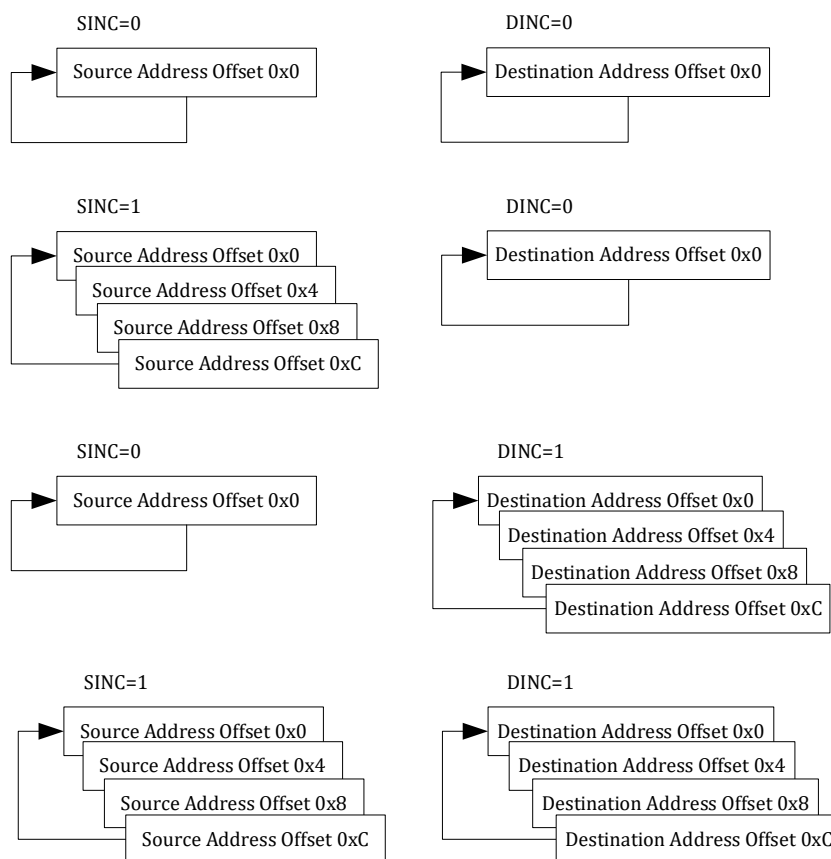 SINC=0
Source Address Offset 0x0
DINC=0
Destination Address Offset 0x0
SINC=1
Source Address Offset 0x0
Source Address Offset 0x4
Source Address Offset 0x8
Source Address Offset 0xC
DINC=0
Destination Address Offset 0x0
SINC=0
Source Address Offset 0x0
DINC=1
Destination Address Offset 0x0
Destination Address Offset 0x4
Destination Address Offset 0x8
Destination Address Offset 0xC
SINC=1
Source Address Offset 0x0
Source Address Offset 0x4
Source Address Offset 0x8
Source Address Offset 0xC
DINC=1
Destination Address Offset 0x0
Destination Address Offset 0x4
Destination Address Offset 0x8
Destination Address Offset 0xC